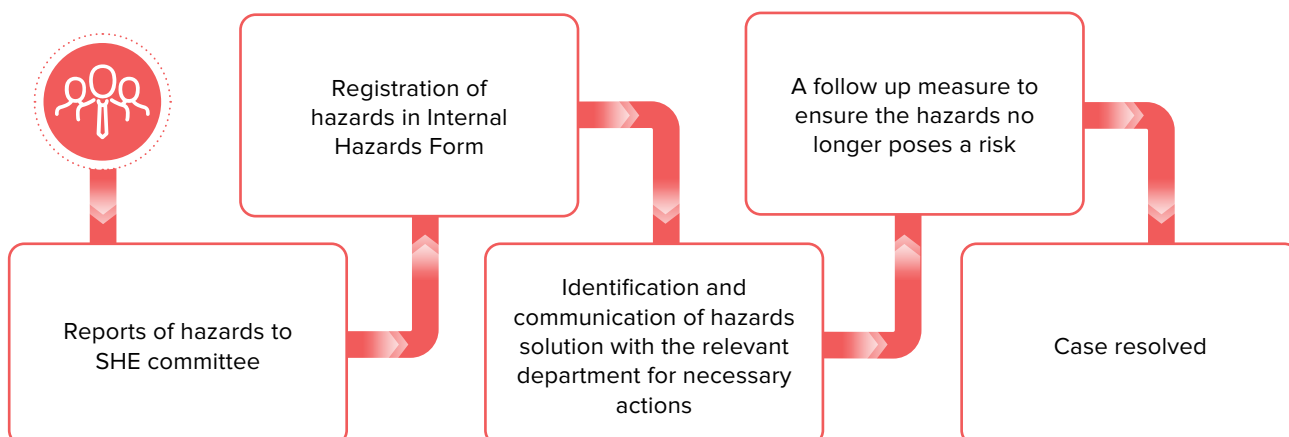 Reports of hazards to
SHE committee
Registration of
hazards in Internal
Hazards Form
Identification and
communication of hazards
solution with the relevant
department for necessary
actions
A follow up measure to
ensure the hazards no
longer poses a risk
Case resolved